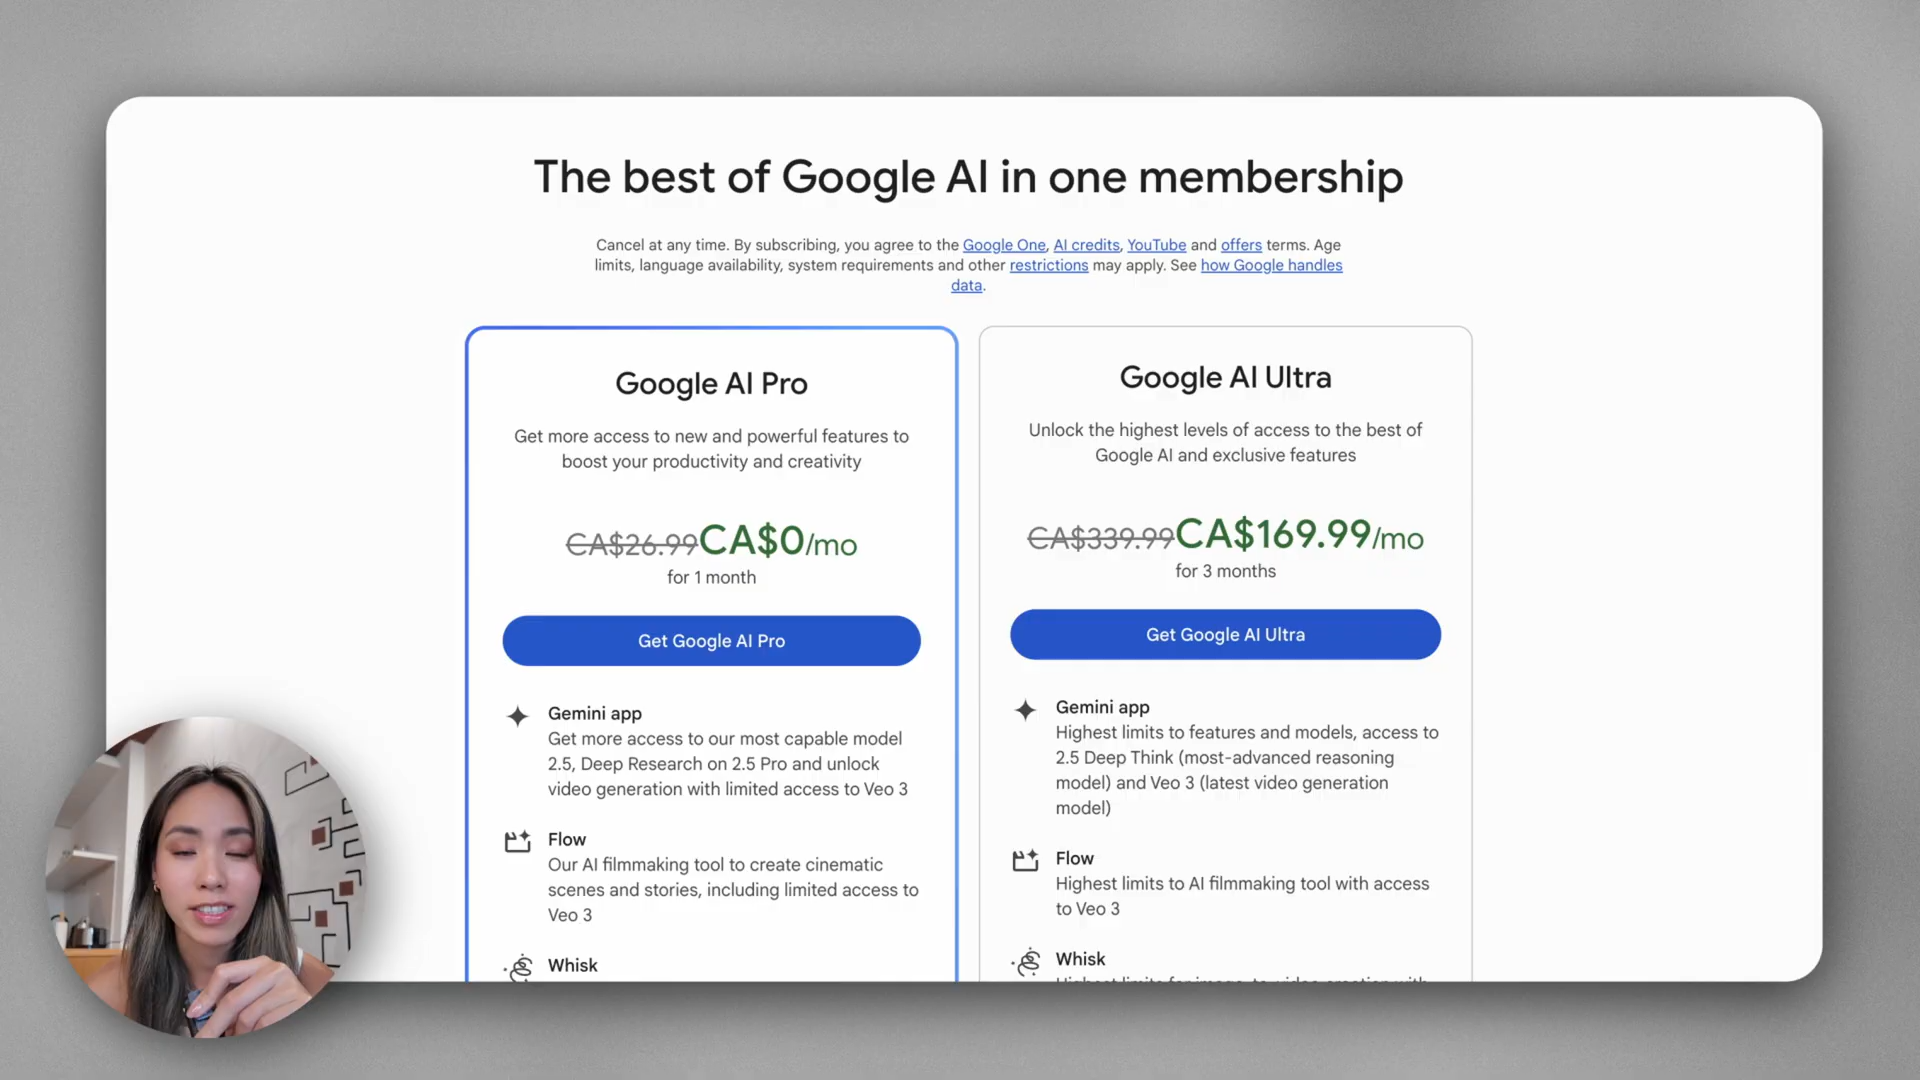 The best of Google AI in one membership
Cancel at any time. By subscribing, you agree to the Google One, AI credits, YouTube and offers terms. Age
limits, language availability, system requirements and other restrictions may apply. See how Google handles
data.
Google AI Pro
Get more access to new and powerful features to
boost your productivity and creativity
CA$26.99 CA$0/mo
for 1 month
Get Google AI Pro
Gemini app
Get more access to our most capable model
2.5, Deep Research on 2.5 Pro and unlock
video generation with limited access to Veo 3
Flow
Our AI filmmaking tool to create cinematic
scenes and stories, including limited access to
Veo 3
Whisk
Google AI Ultra
Unlock the highest levels of access to the best of
Google AI and exclusive features
CA$339.99 CA$169.99/mo
for 3 months
Get Google AI Ultra
Gemini app
Highest limits to features and models, access to
2.5 Deep Think (most-advanced reasoning
model) and Veo 3 (latest video generation
model)
Flow
Highest limits to AI filmmaking tool with access
to Veo 3
Whisk